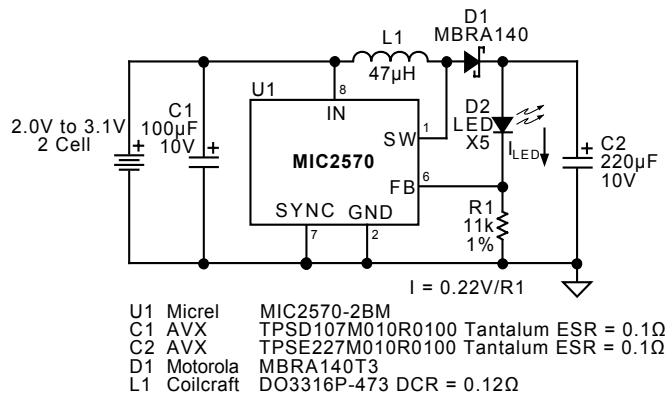 D1
MBRA140
L1
47µH
U1
8
IN
C1
100µF
10V
2.0V to 3.1V
2 Cell
+
+
MIC2570
SW
1
D2
LED
X5
ILED
+
C2
220µF
10V
FB
6
SYNC
GND
7
2
R1
11k
1%
I = 0.22V/R1
U1 Micrel MIC2570-2BM
C1 AVX TPSD107M010R0100 Tantalum ESR = 0.1Ω
C2 AVX TPSE227M010R0100 Tantalum ESR = 0.1Ω
D1 Motorola MBRA140T3
L1 Coilcraft DO3316P-473 DCR = 0.12Ω